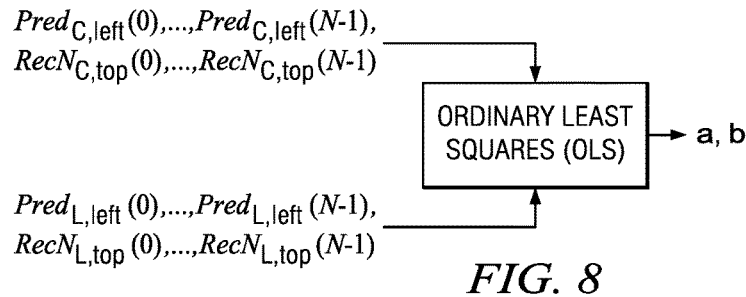 Pred_C,left(0),...,Pred_C,left(N-1),
RecN_C,top(0),...,RecN_C,top(N-1)
ORDINARY LEAST
SQUARES (OLS)
a, b
Pred_L,left(0),...,Pred_L,left(N-1),
RecN_L,top(0),...,RecN_L,top(N-1)
FIG. 8